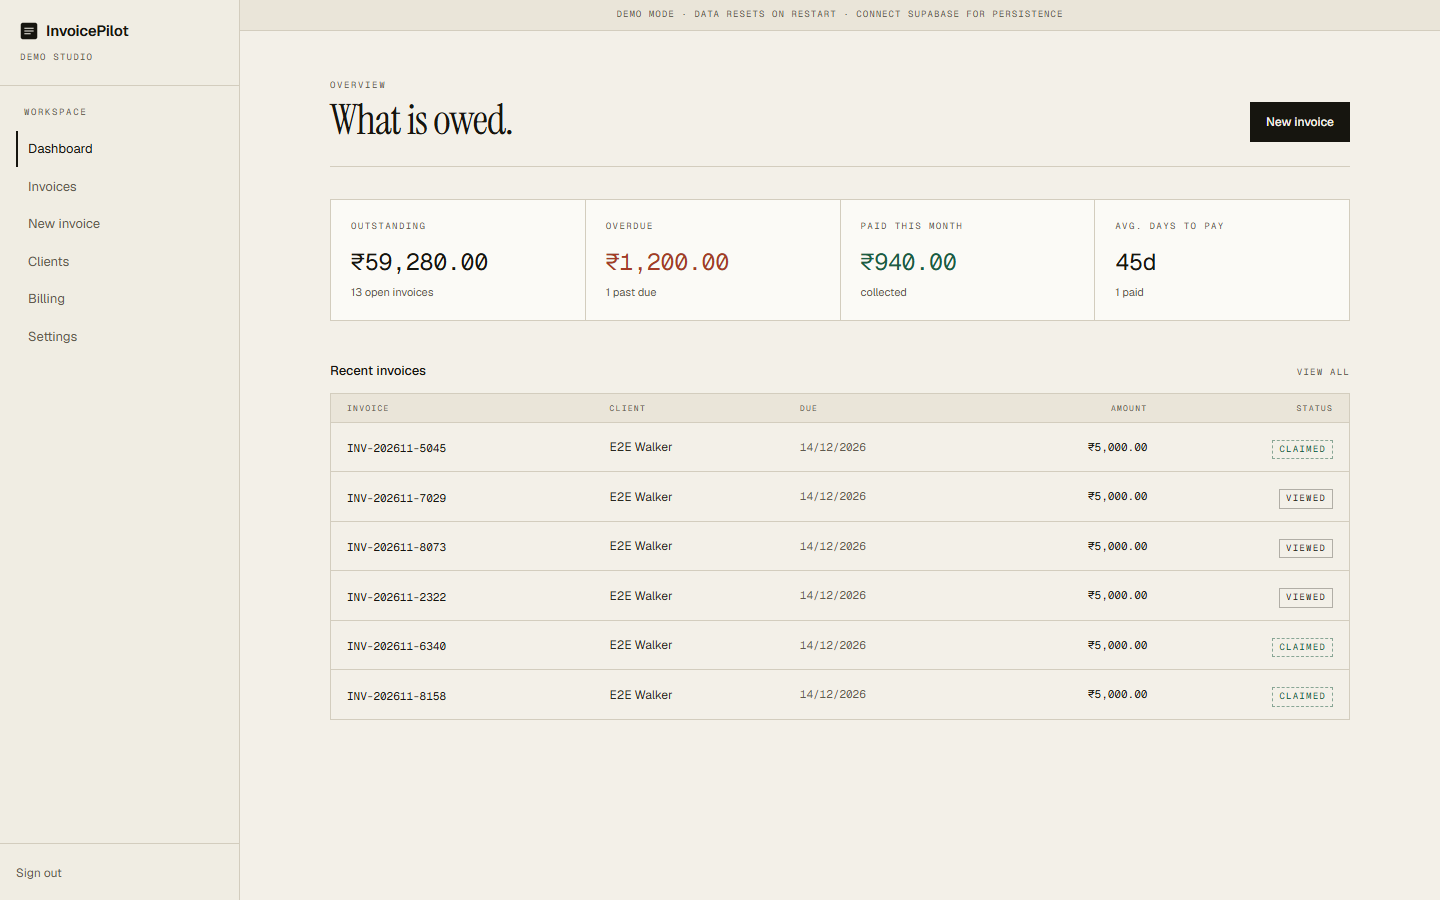 InvoicePilot
DEMO STUDIO
WORKSPACE
Dashboard
Invoices
New invoice
Clients
Billing
Settings
Sign out
DEMO MODE · DATA RESETS ON RESTART · CONNECT SUPABASE FOR PERSISTENCE
OVERVIEW
What is owed.
New invoice
OUTSTANDING OVERDUE PAID THIS MONTH AVG. DAYS TO PAY
₹59,280.00 ₹1,200.00 ₹940.00 45d
13 open invoices 1 past due collected 1 paid
Recent invoices VIEW ALL
INVOICE CLIENT DUE AMOUNT STATUS
INV-202611-5045 E2E Walker 14/12/2026 ₹5,000.00 CLAIMED
INV-202611-7029 E2E Walker 14/12/2026 ₹5,000.00 VIEWED
INV-202611-8073 E2E Walker 14/12/2026 ₹5,000.00 VIEWED
INV-202611-2322 E2E Walker 14/12/2026 ₹5,000.00 VIEWED
INV-202611-6340 E2E Walker 14/12/2026 ₹5,000.00 CLAIMED
INV-202611-8158 E2E Walker 14/12/2026 ₹5,000.00 CLAIMED